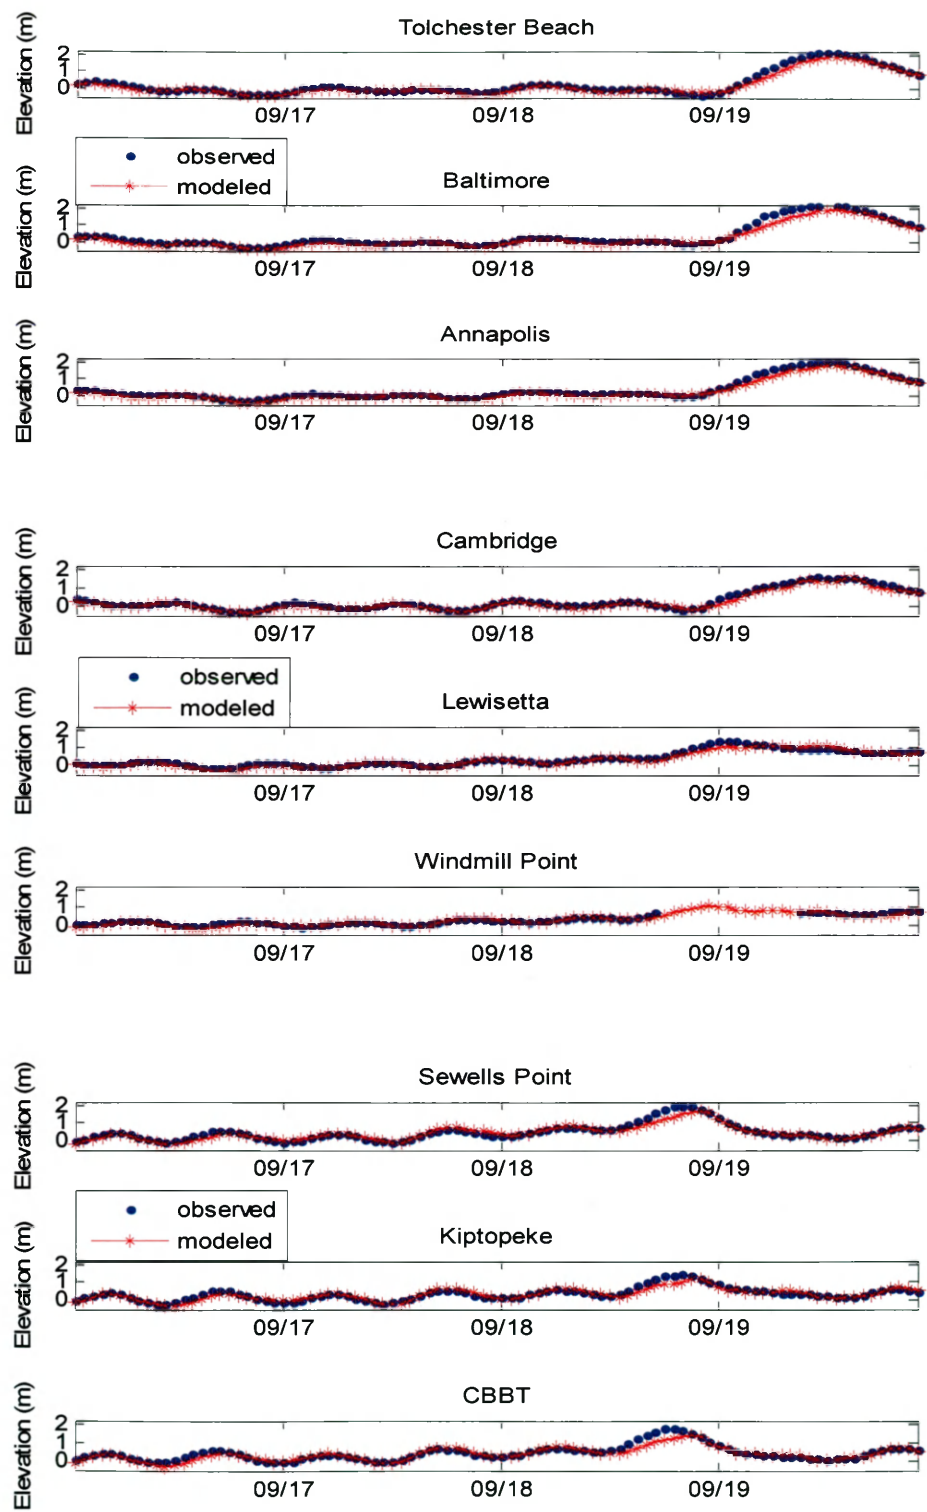 Tolchester Beach
Elevation (m)
2
1
0
09/17 09/18 09/19
observed
modeled
Baltimore
Elevation (m)
2
1
0
09/17 09/18 09/19
Annapolis
Elevation (m)
2
1
0
09/17 09/18 09/19
Cambridge
Elevation (m)
2
1
0
09/17 09/18 09/19
observed
modeled
Lewisetta
Elevation (m)
2
1
0
09/17 09/18 09/19
Windmill Point
Elevation (m)
2
1
0
09/17 09/18 09/19
Sewells Point
Elevation (m)
2
1
0
09/17 09/18 09/19
observed
modeled
Kiptopeke
Elevation (m)
2
1
0
09/17 09/18 09/19
CBBT
Elevation (m)
2
1
0
09/17 09/18 09/19